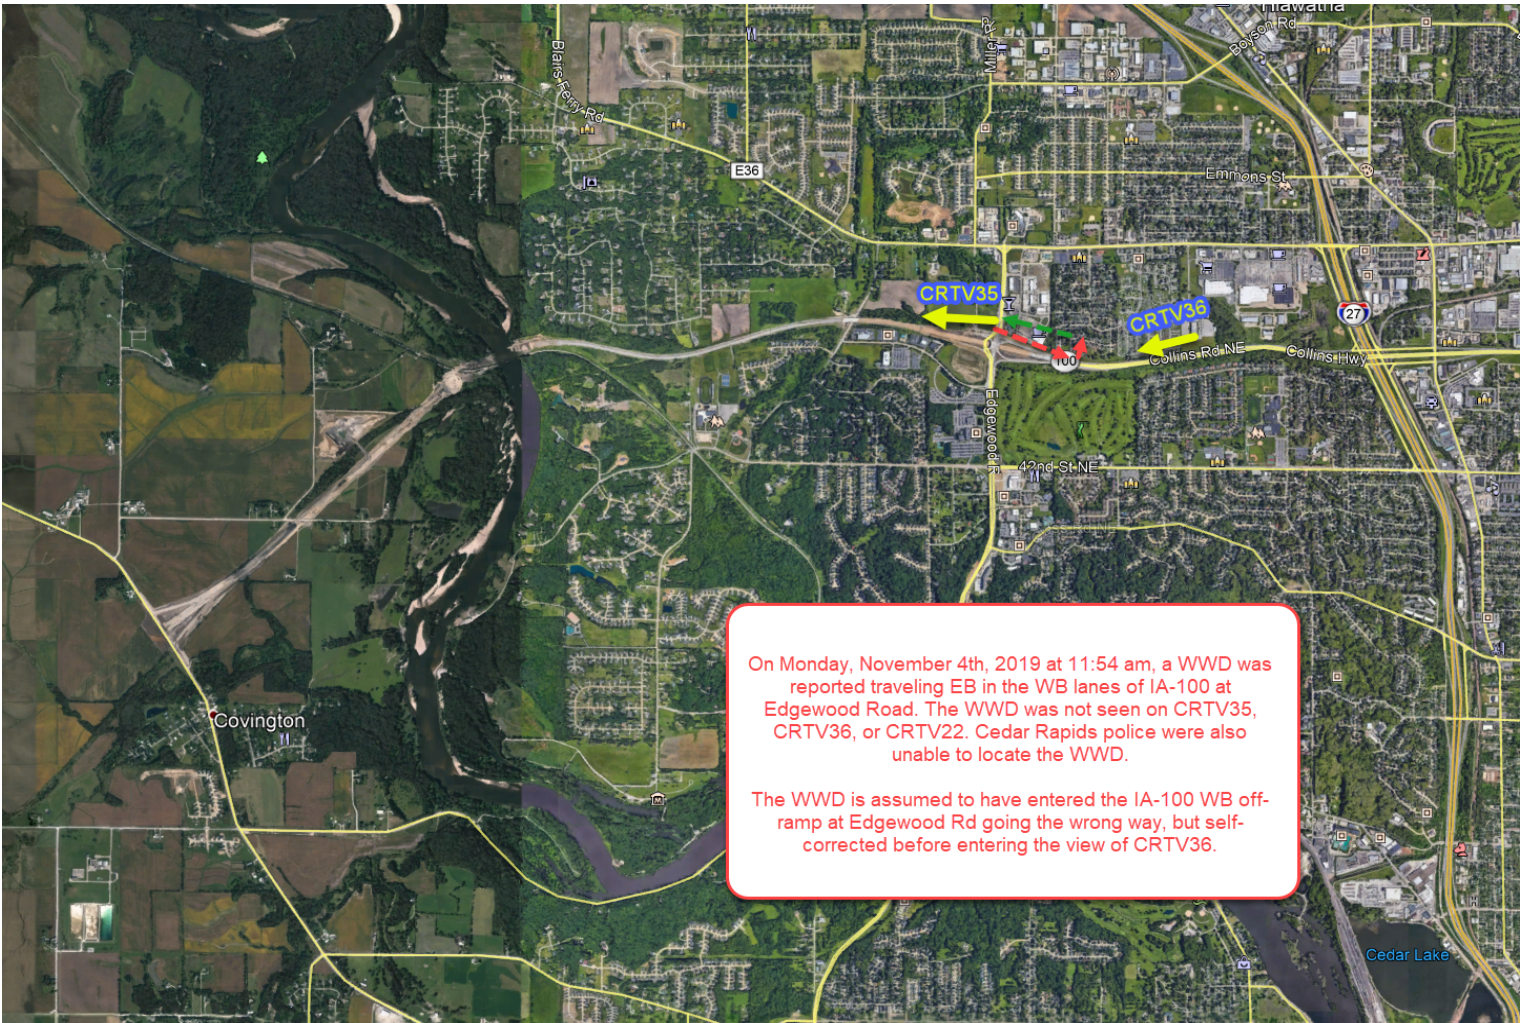 Hiawatha
Boyson Rd
Miller Rd
Blairs Ferry Rd
E36
Emmons St
CRTV35
CRTV36
27
100
Collins Rd NE
Collins Hwy
Edgewood R
42nd St NE
On Monday, November 4th, 2019 at 11:54 am, a WWD was
reported traveling EB in the WB lanes of IA-100 at
Edgewood Road. The WWD was not seen on CRTV35,
CRTV36, or CRTV22. Cedar Rapids police were also
unable to locate the WWD.
The WWD is assumed to have entered the IA-100 WB off-
ramp at Edgewood Rd going the wrong way, but self-
corrected before entering the view of CRTV36.
Covington
Cedar Lake